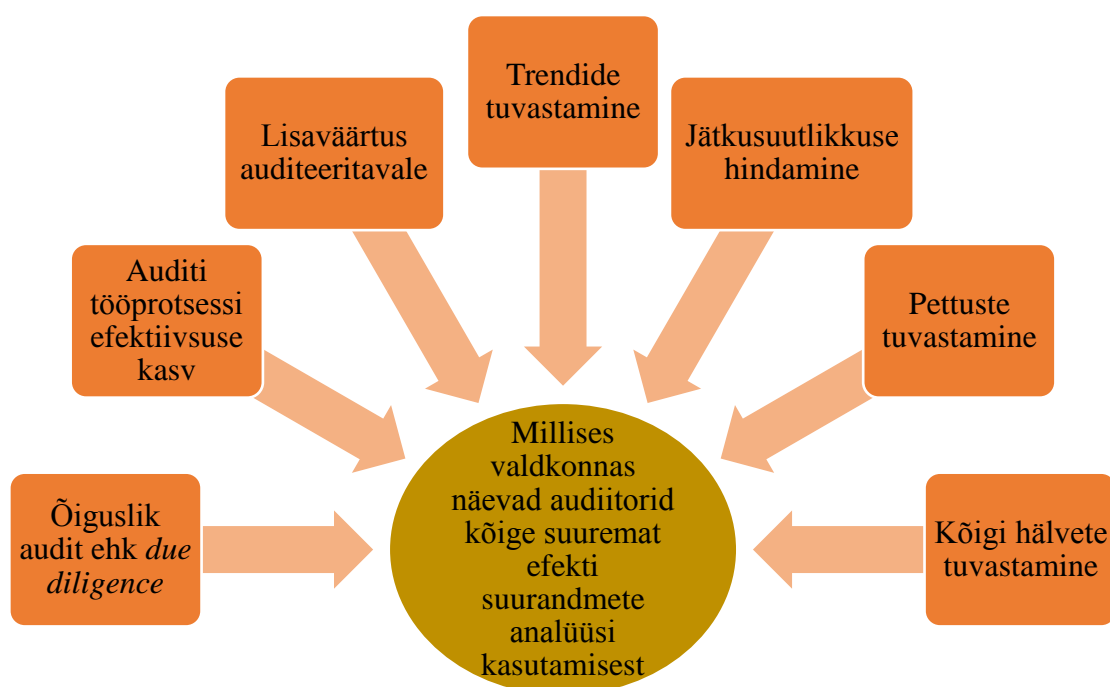 Trendide
tuvastamine
Lisaväärtus
auditeeritavale
Jätkusuutlikkuse
hindamine
Auditi
tööprotsessi
efektiivsuse
kasv
Pettuste
tuvastamine
Õiguslik
audit ehk due
diligence
Millises
valdkonnas
näevad audiitorid
kõige suuremat
efekti
suurandmete
analüüsi
kasutamisest
Kõigi hälvete
tuvastamine